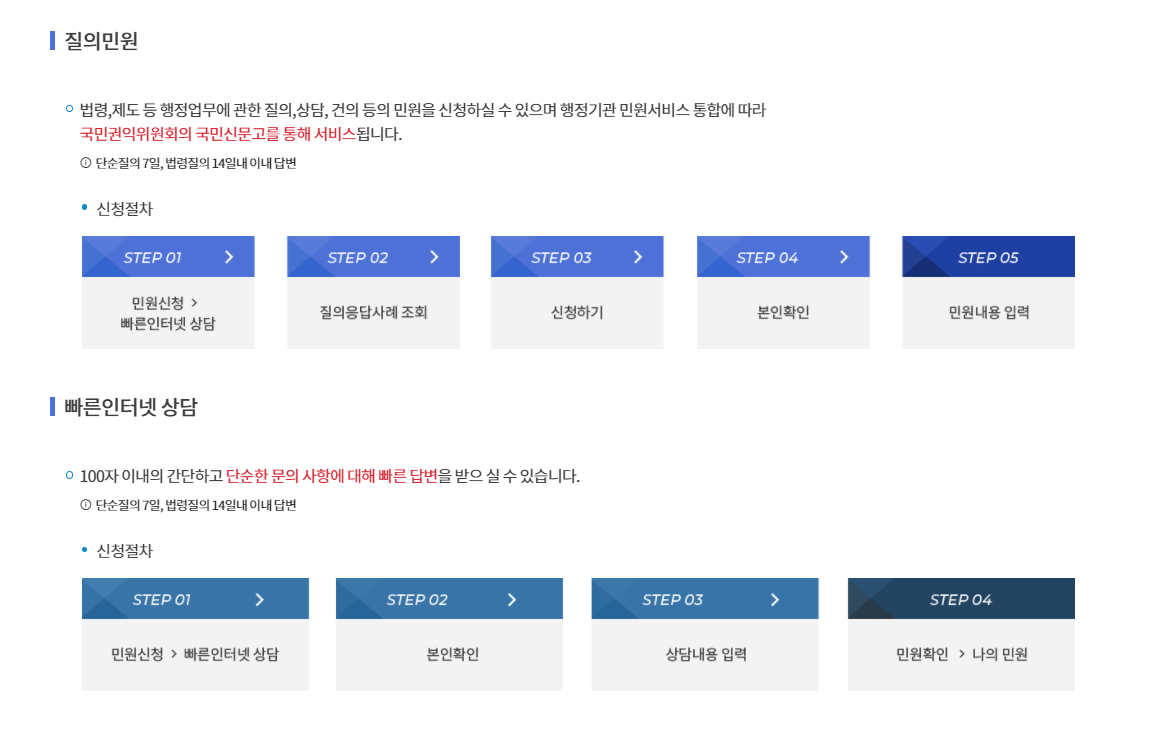 질의민원
법령,제도 등 행정업무에 관한 질의,상담, 건의 등의 민원을 신청하실 수 있으며 행정기관 민원서비스 통합에 따라
국민권익위원회의 국민신문고를 통해 서비스됩니다.
단순질의 7일, 법령질의 14일내 이내 답변
신청절차
STEP 01 >
STEP 02 >
STEP 03 >
STEP 04 >
STEP 05
민원신청 >
빠른인터넷 상담
질의응답사례 조회
신청하기
본인확인
민원내용 입력
빠른인터넷 상담
100자 이내의 간단하고 단순한 문의 사항에 대해 빠른 답변을 받으 실 수 있습니다.
단순질의 7일, 법령질의 14일내 이내 답변
신청절차
STEP 01 >
STEP 02 >
STEP 03 >
STEP 04
민원신청 > 빠른인터넷 상담
본인확인
상담내용 입력
민원확인 > 나의 민원